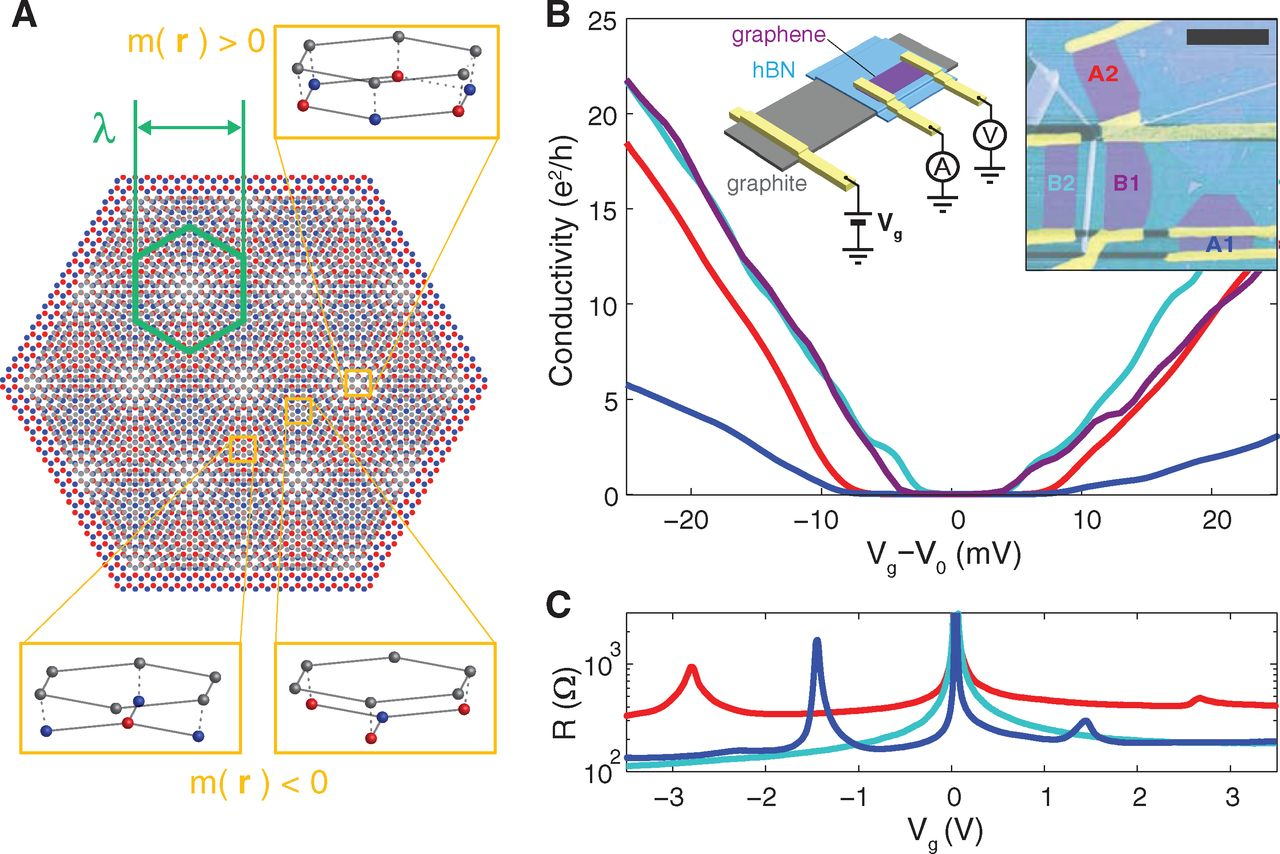 A
m( r ) > 0
λ
m( r ) < 0
B
Conductivity (e²/h)
25
20
15
10
5
0
−20
−10
0
10
20
V_g−V_0 (mV)
graphene
hBN
graphite
V_g
A
V
A2
B2
B1
A1
C
R (Ω)
10³
10²
−3
−2
−1
0
1
2
3
V_g (V)